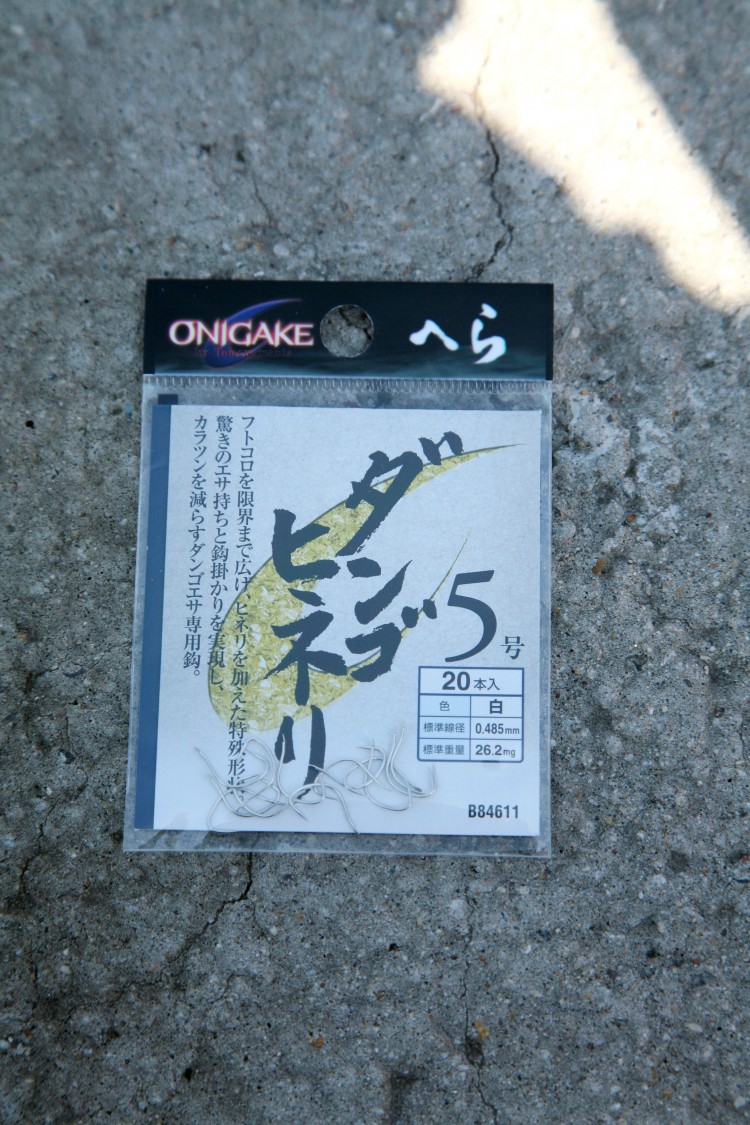 ONIGAKE
へら
ダンゴ
ヒネリ
5号
フトコロを限界まで広げ、ヒネリを加えた特殊形状。
驚きのエサ持ちと鈎掛かりを実現し、
カラツンを減らすダンゴエサ専用鈎。
20本入
色 白
標準線径 0.485mm
標準重量 26.2mg
B84611